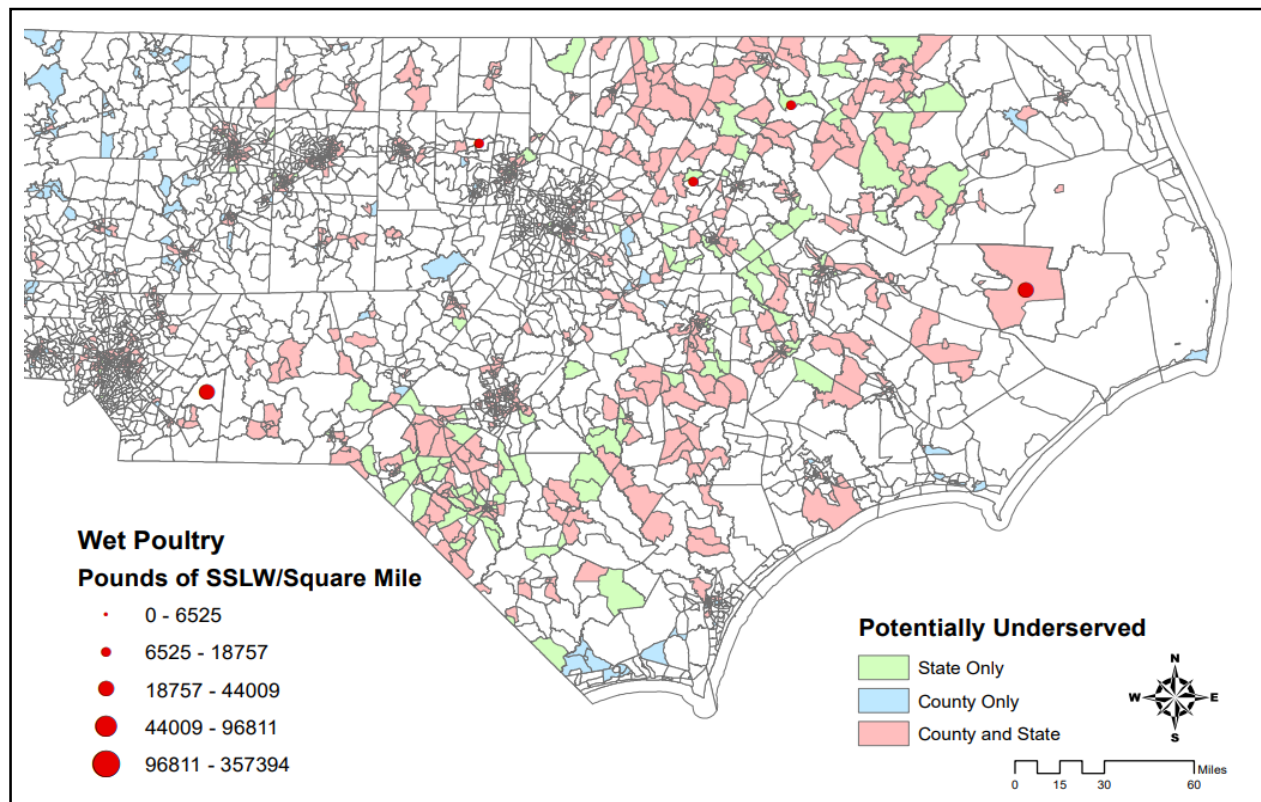 Wet Poultry
Pounds of SSLW/Square Mile
0 - 6525
6525 - 18757
18757 - 44009
44009 - 96811
96811 - 357394
Potentially Underserved
State Only
County Only
County and State
N
W E
S
Miles
0 15 30 60